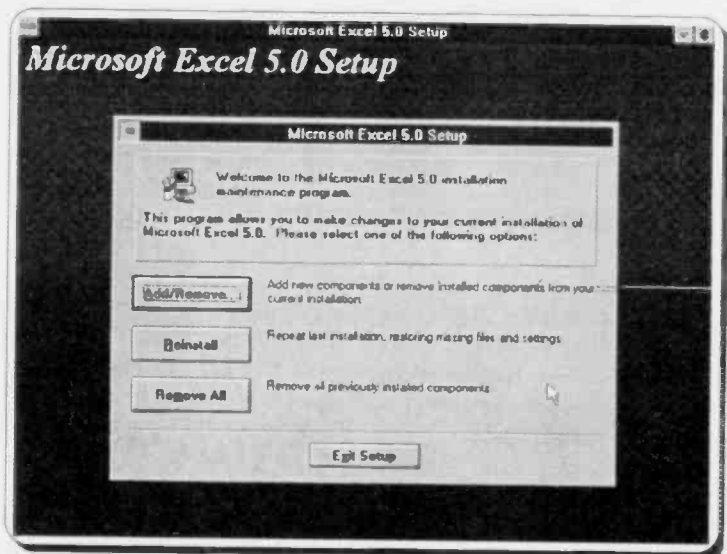 Microsoft Excel 5.0 Setup
Microsoft Excel 5.0 Setup
Microsoft Excel 5.0 Setup
Welcome to the Microsoft Excel 5.0 installation
maintenance program.
This program allows you to make changes to your current installation of
Microsoft Excel 5.0. Please select one of the following options:
Add/Remove...
Add new components or remove installed components from your
current installation
Reinstall
Repeat last installation, restoring missing files and settings
Remove All
Remove all previously installed components
Exit Setup